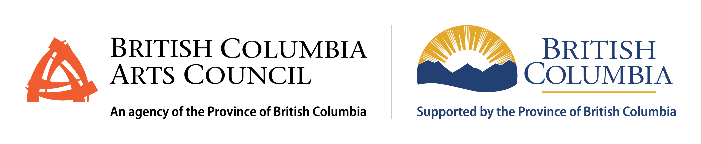 BRITISH COLUMBIA
ARTS COUNCIL
An agency of the Province of British Columbia
BRITISH
COLUMBIA
Supported by the Province of British Columbia